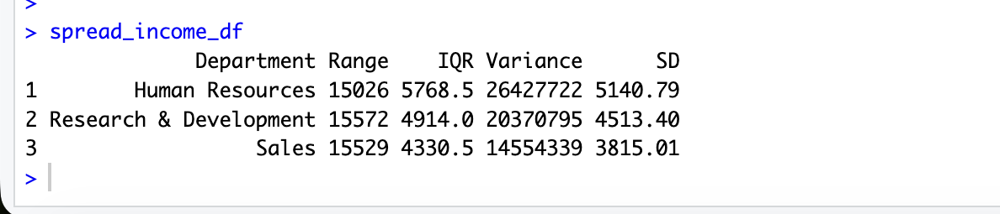 >
> spread_income_df
Department Range IQR Variance SD
1 Human Resources 15026 5768.5 26427722 5140.79
2 Research & Development 15572 4914.0 20370795 4513.40
3 Sales 15529 4330.5 14554339 3815.01
>